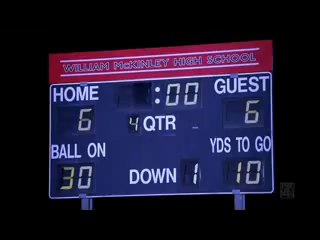 WILLIAM McKINLEY HIGH SCHOOL
HOME :00 GUEST
6 4 QTR 6
BALL ON YDS TO GO
30 DOWN 1 10